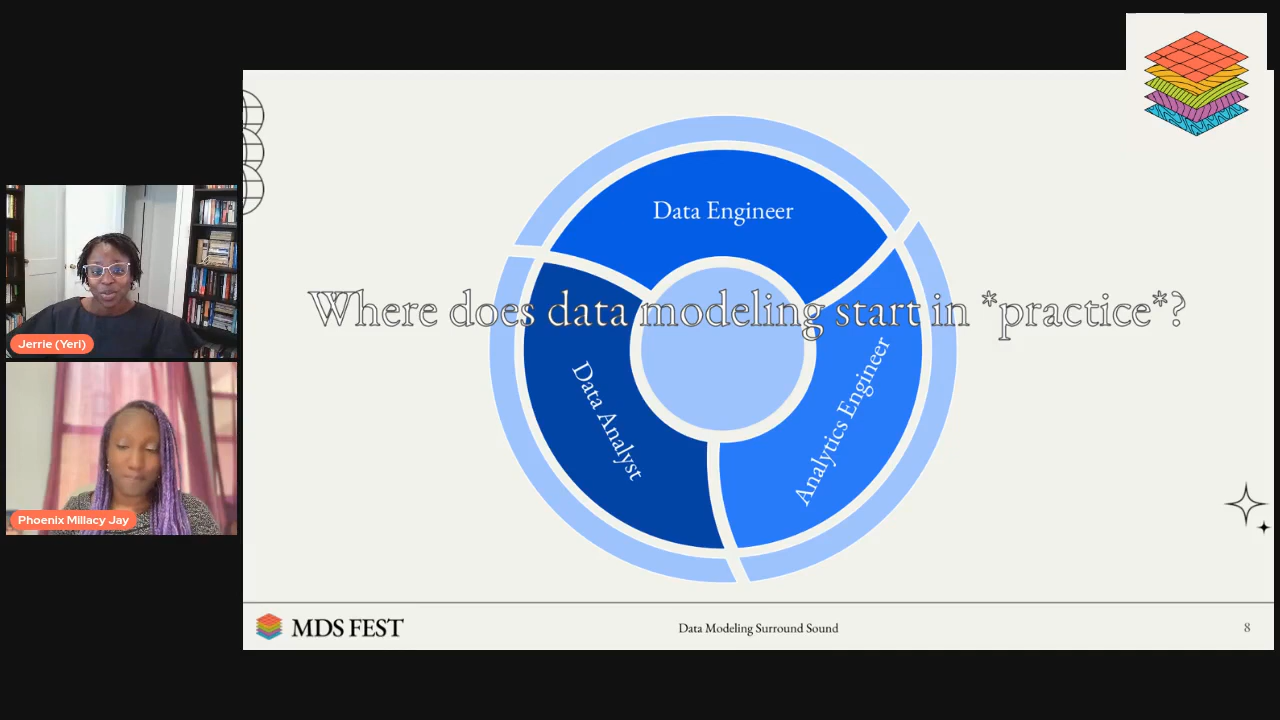 Data Engineer
Where does data modeling start in *practice*?
Data Analyst
Analytics Engineer
Jerrie (Yeri)
Phoenix Millacy Jay
MDS FEST
Data Modeling Surround Sound
8